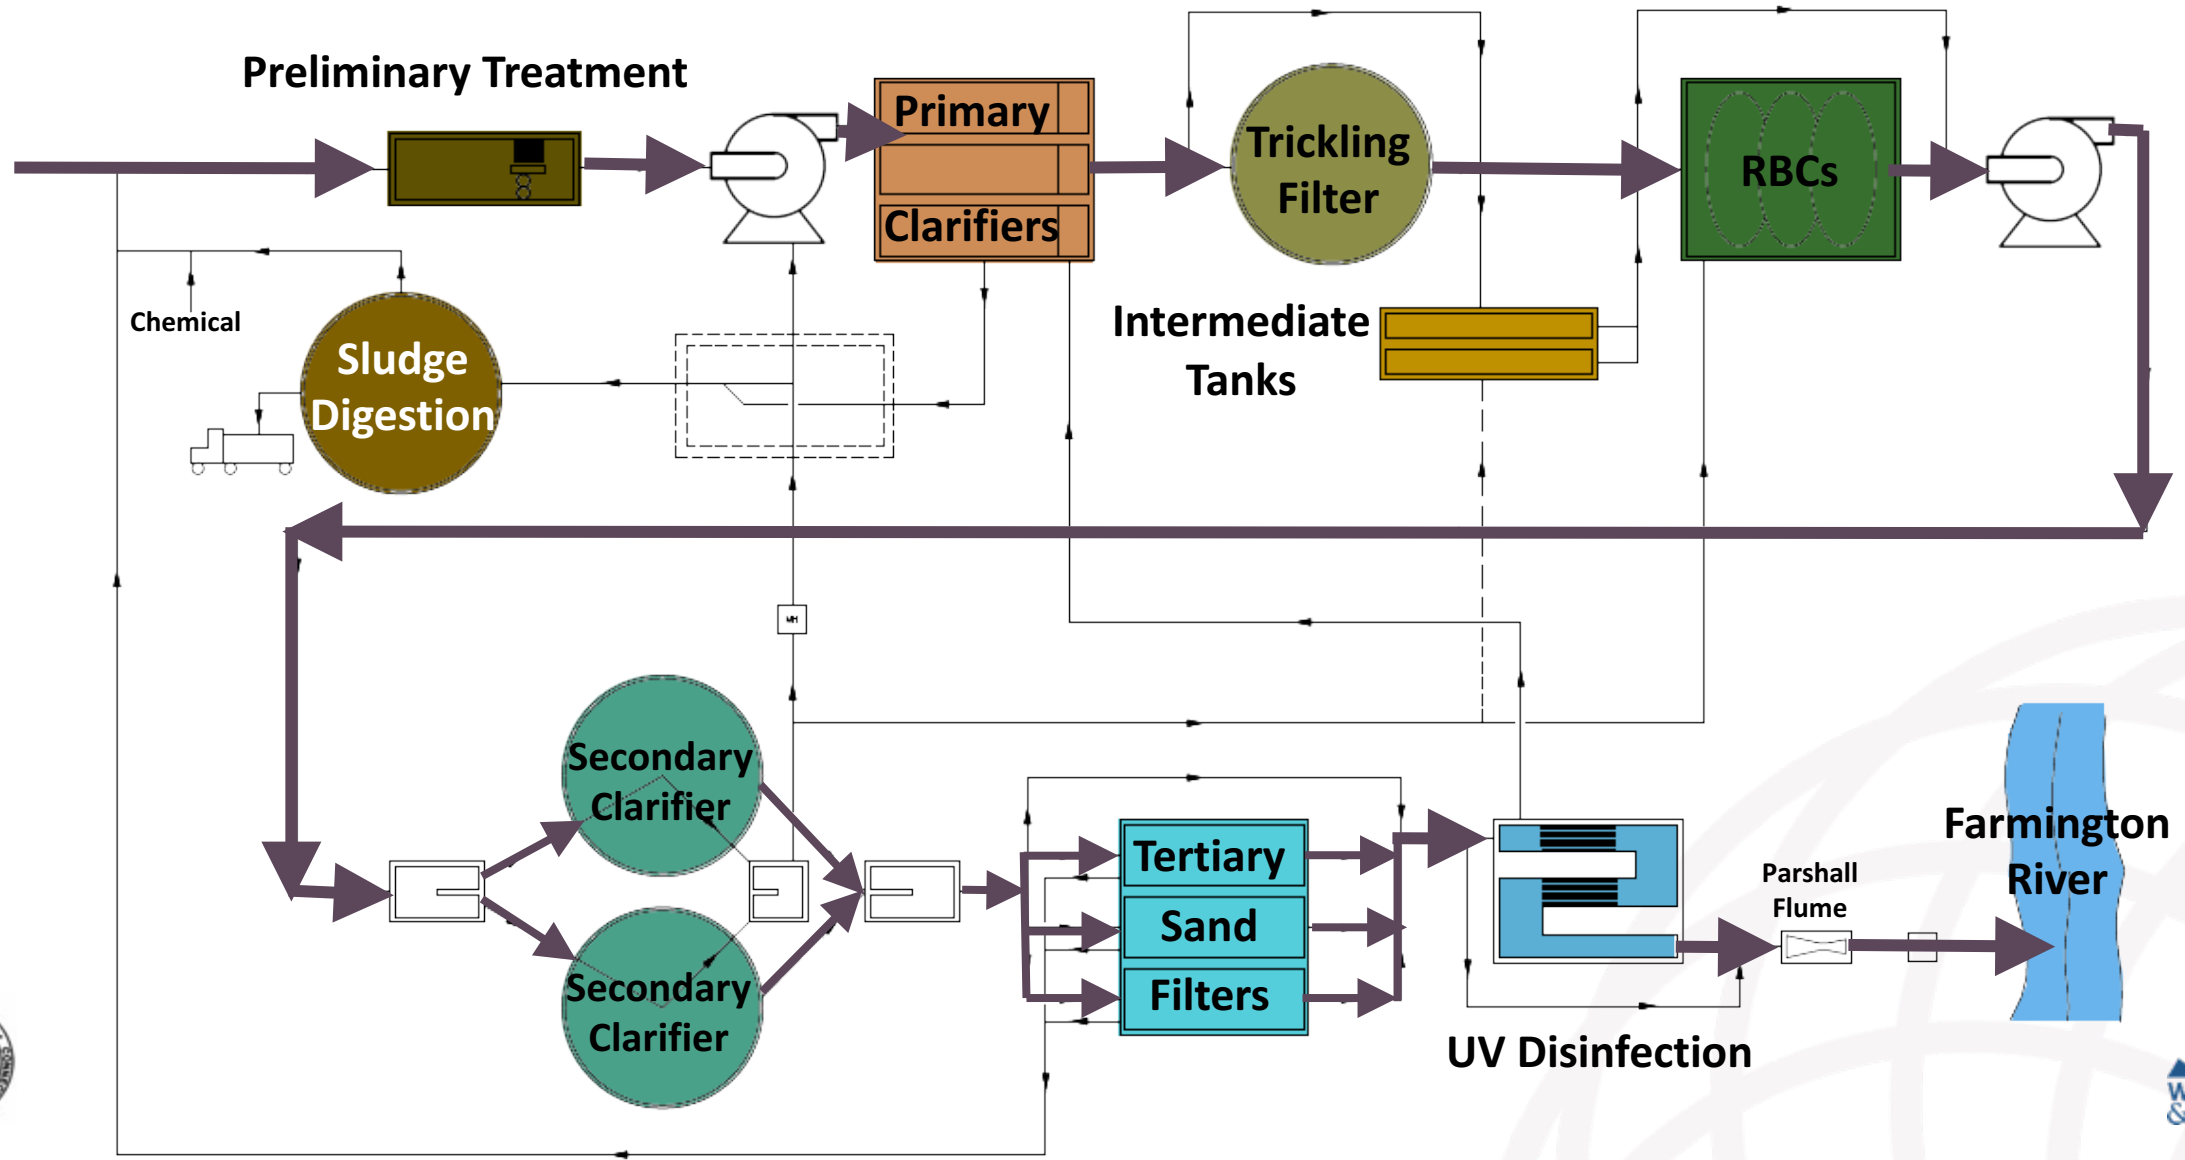 Preliminary Treatment
Primary
Clarifiers
Trickling
Filter
RBCs
Chemical
Sludge
Digestion
Intermediate
Tanks
MH
Secondary
Clarifier
Secondary
Clarifier
Tertiary
Sand
Filters
UV Disinfection
Parshall
Flume
Farmington
River
W
&